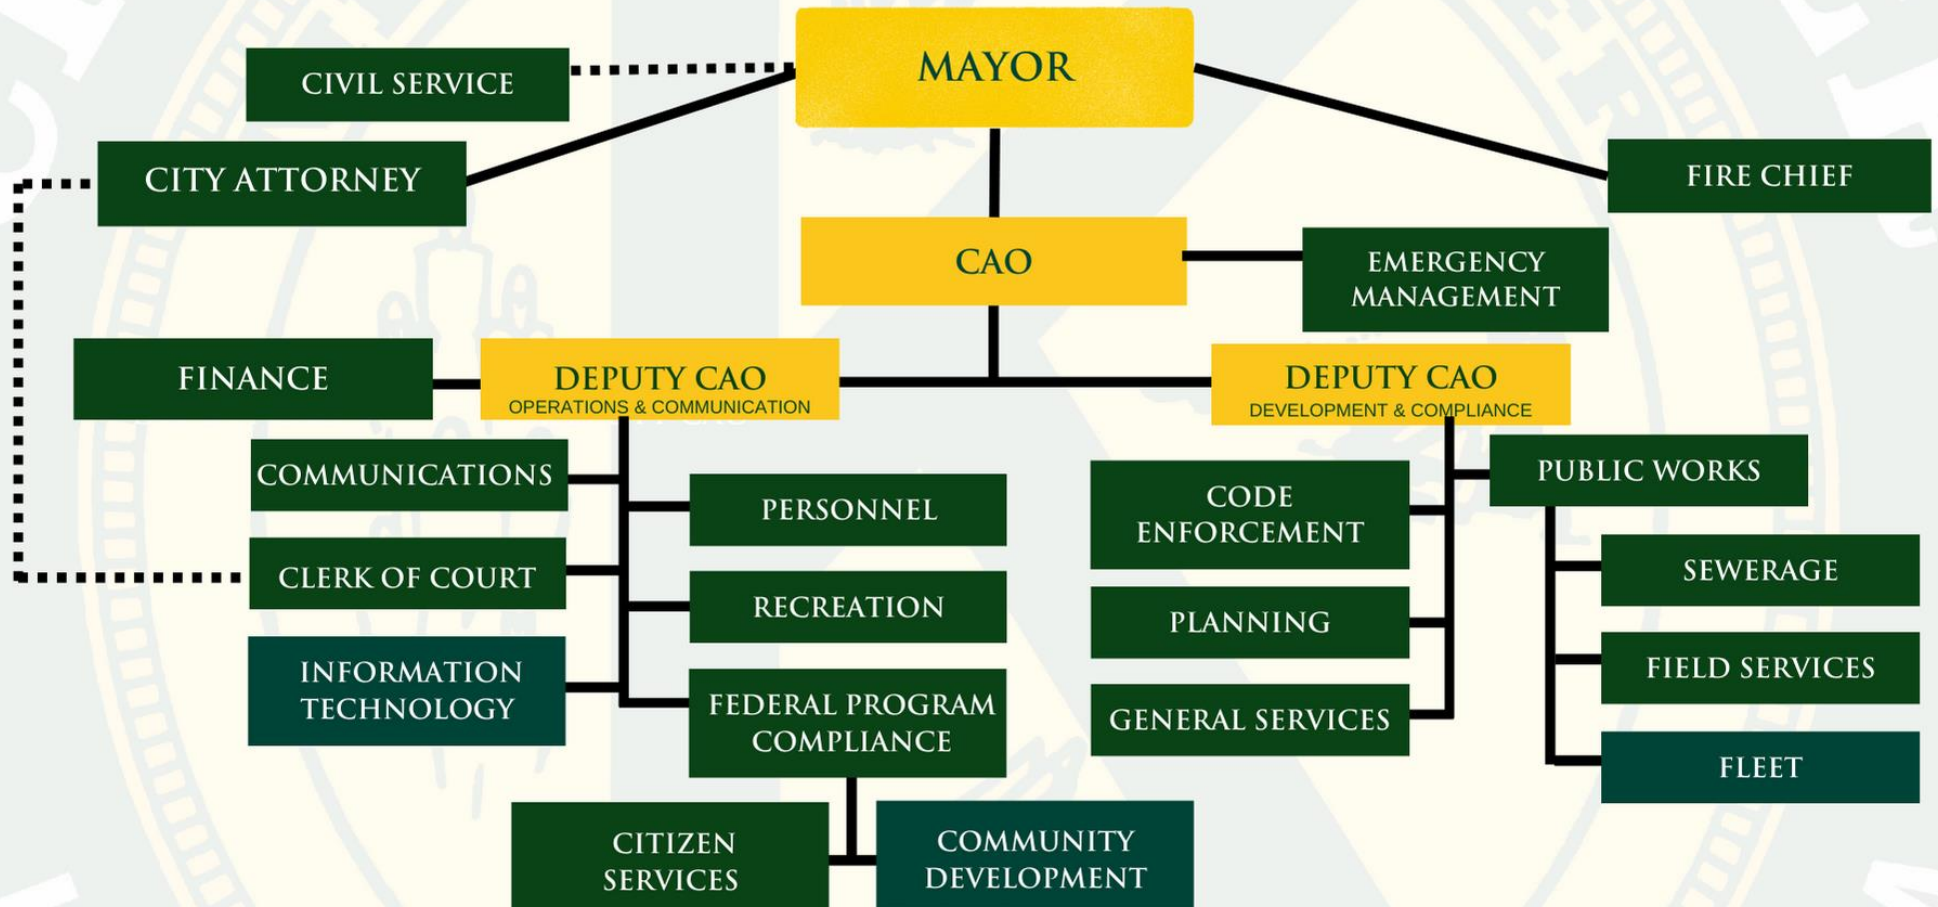 MAYOR
CIVIL SERVICE
CITY ATTORNEY
FIRE CHIEF
CAO
EMERGENCY
MANAGEMENT
FINANCE
DEPUTY CAO
OPERATIONS & COMMUNICATION
DEPUTY CAO
DEVELOPMENT & COMPLIANCE
COMMUNICATIONS
PERSONNEL
CLERK OF COURT
RECREATION
INFORMATION
TECHNOLOGY
FEDERAL PROGRAM
COMPLIANCE
CITIZEN
SERVICES
COMMUNITY
DEVELOPMENT
CODE
ENFORCEMENT
PLANNING
GENERAL SERVICES
PUBLIC WORKS
SEWERAGE
FIELD SERVICES
FLEET